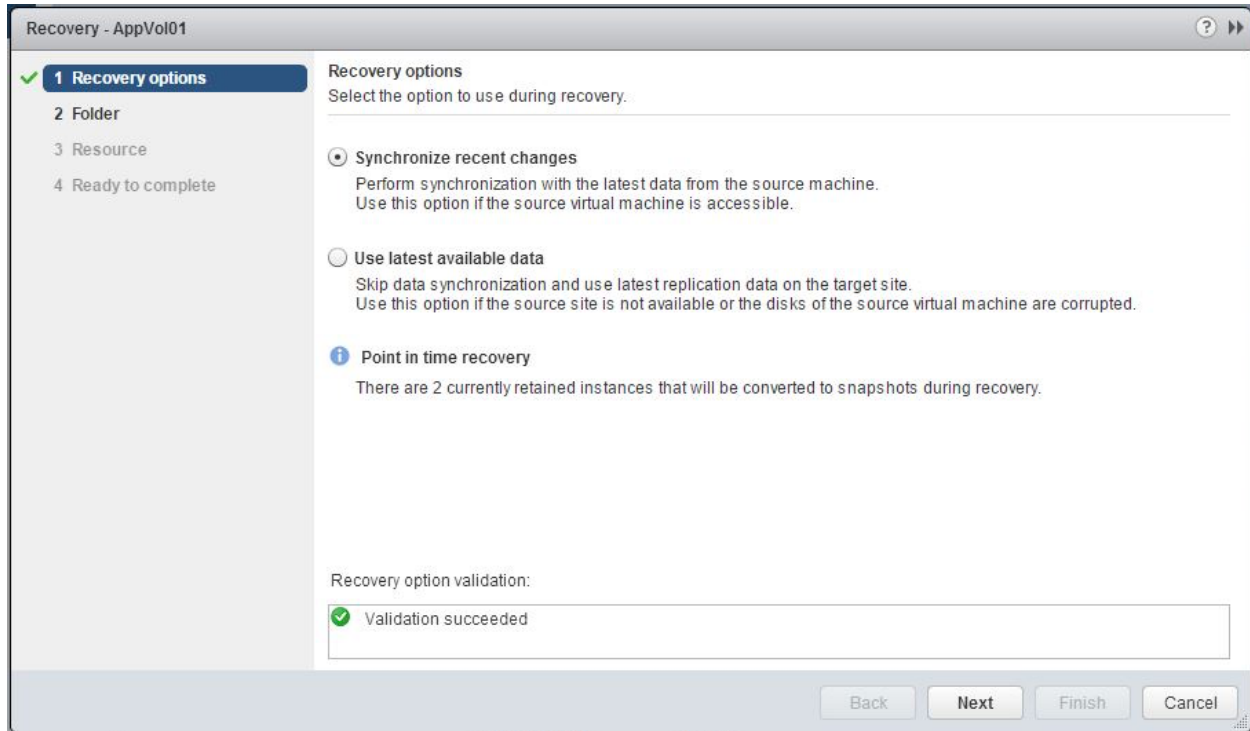 Recovery - AppVol01
1 Recovery options
2 Folder
3 Resource
4 Ready to complete
Recovery options
Select the option to use during recovery.
Synchronize recent changes
Perform synchronization with the latest data from the source machine.
Use this option if the source virtual machine is accessible.
Use latest available data
Skip data synchronization and use latest replication data on the target site.
Use this option if the source site is not available or the disks of the source virtual machine are corrupted.
Point in time recovery
There are 2 currently retained instances that will be converted to snapshots during recovery.
Recovery option validation:
Validation succeeded
Back Next Finish Cancel